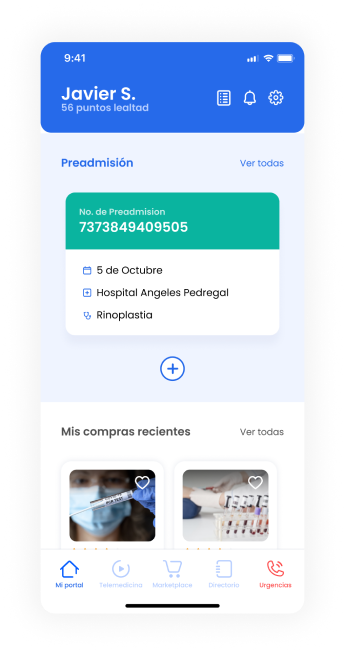 9:41
Javier S.
56 puntos lealtad
Preadmisión
Ver todas
No. de Preadmision
7373849409505
5 de Octubre
Hospital Angeles Pedregal
Rinoplastia
Mis compras recientes
Ver todas
Mi portal
Telemedicina
Marketplace
Directorio
Urgencias